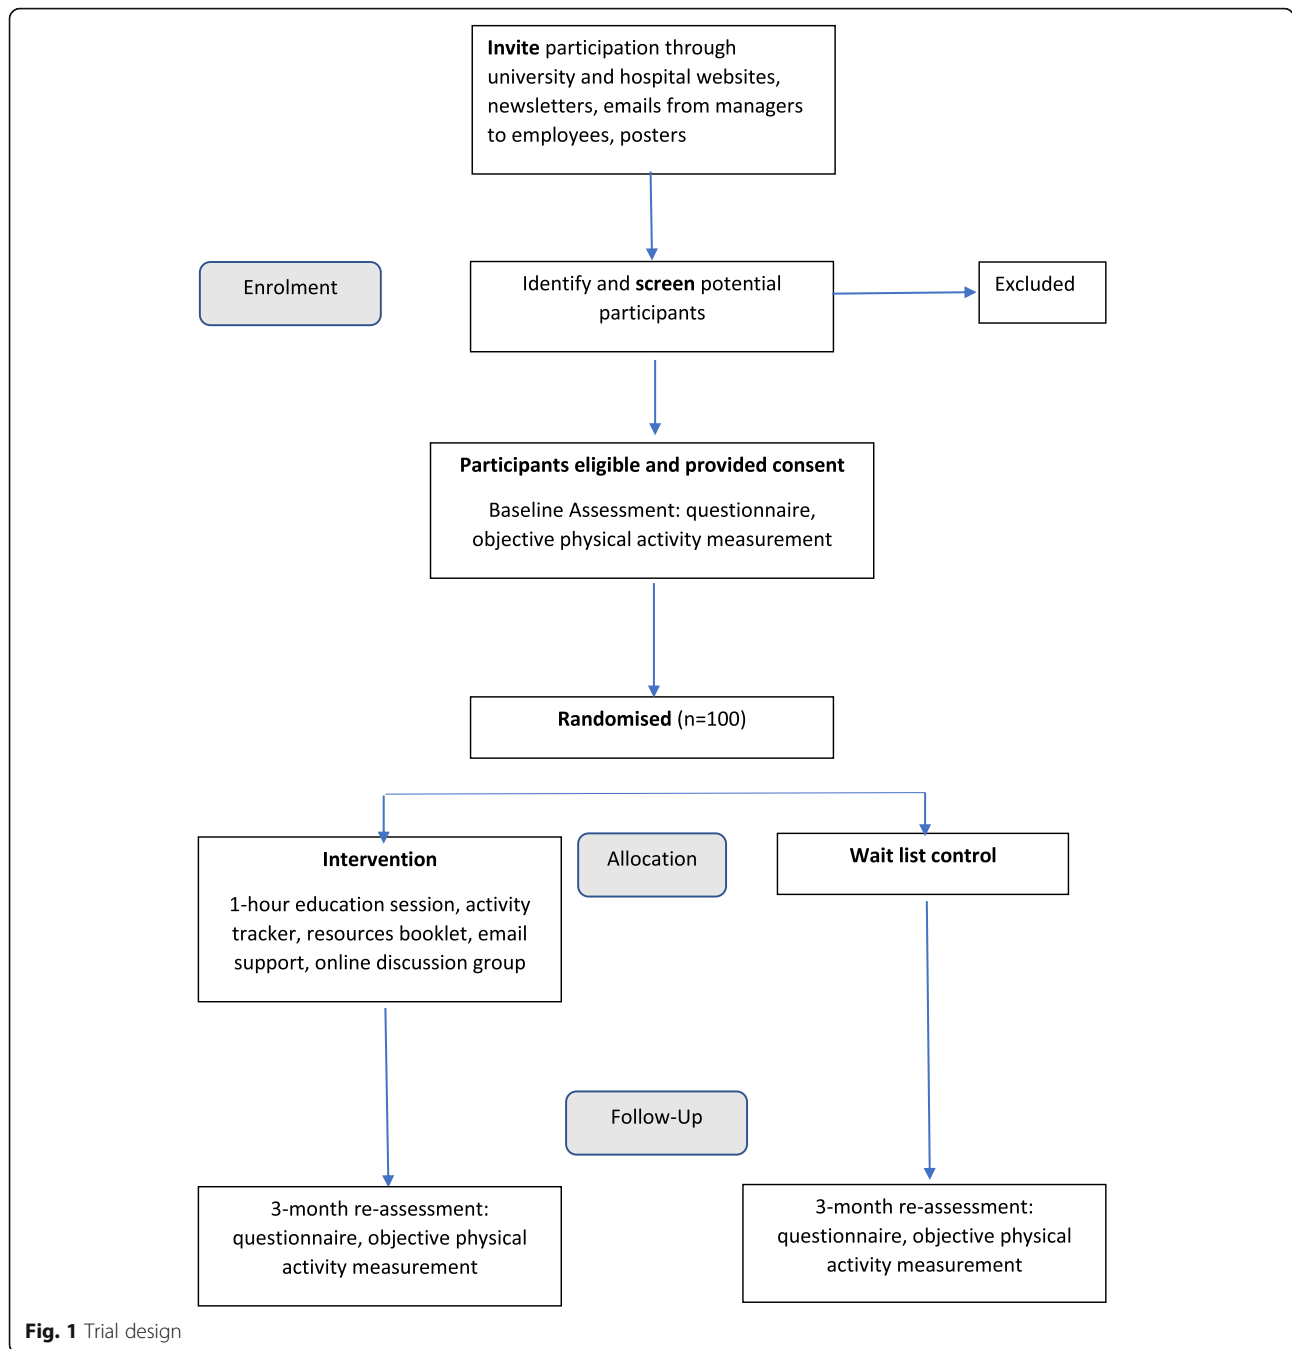 Invite participation through
university and hospital websites,
newsletters, emails from managers
to employees, posters
Enrolment
Identify and screen potential
participants
Excluded
Participants eligible and provided consent
Baseline Assessment: questionnaire,
objective physical activity measurement
Randomised (n=100)
Intervention
1-hour education session, activity
tracker, resources booklet, email
support, online discussion group
Allocation
Wait list control
Follow-Up
3-month re-assessment:
questionnaire, objective physical
activity measurement
3-month re-assessment:
questionnaire, objective physical
activity measurement
Fig. 1 Trial design